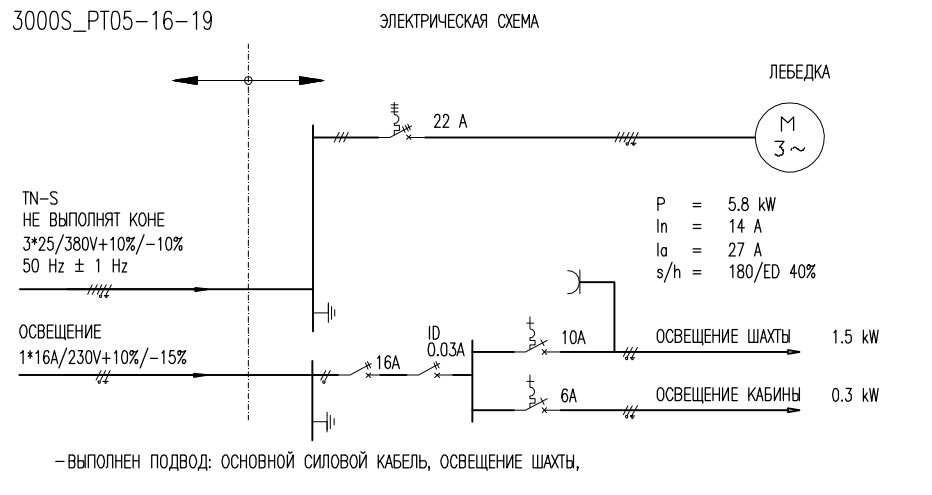 3000S_PT05-16-19
ЭЛЕКТРИЧЕСКАЯ СХЕМА
ЛЕБЕДКА
22 A
M
3~
TN-S
НЕ ВЫПОЛНЯТ КОНЕ
3*25/380V+10%/-10%
50 Hz ± 1 Hz
P = 5.8 kW
In = 14 A
Ia = 27 A
s/h = 180/ED 40%
ОСВЕЩЕНИЕ
1*16A/230V+10%/-15%
16A
ID
0.03A
10A
ОСВЕЩЕНИЕ ШАХТЫ 1.5 kW
6A
ОСВЕЩЕНИЕ КАБИНЫ 0.3 kW
-ВЫПОЛНЕН ПОДВОД: ОСНОВНОЙ СИЛОВОЙ КАБЕЛЬ, ОСВЕЩЕНИЕ ШАХТЫ,